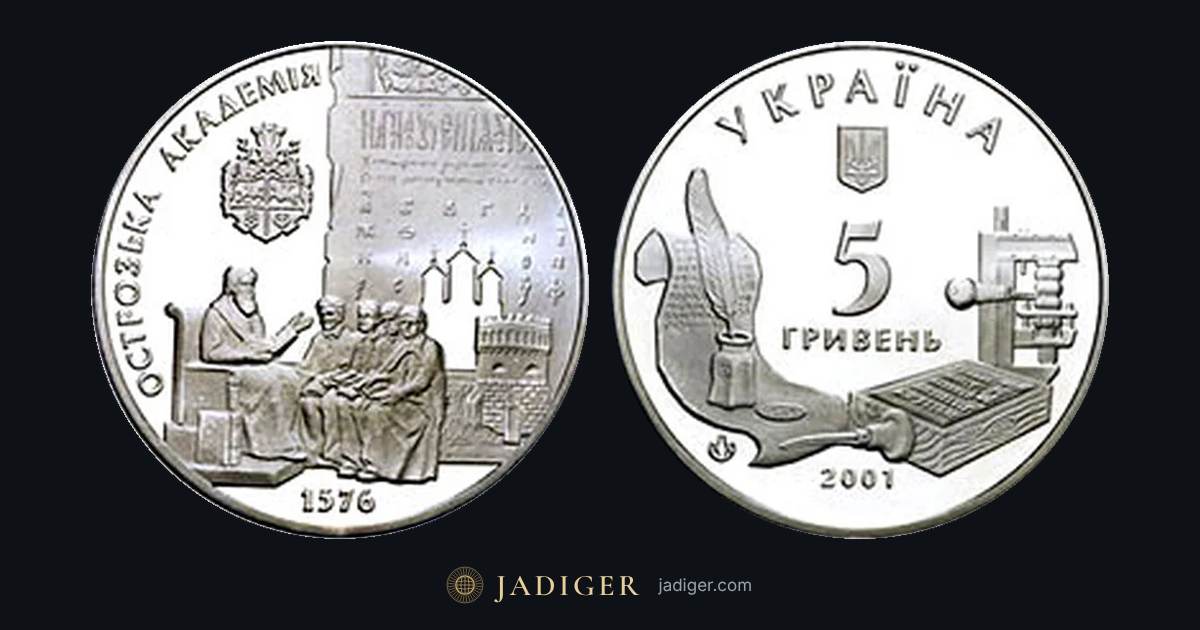 ОСТРОЗЬКА АКАДЕМІЯ
1576
УКРАЇНА
5
ГРИВЕНЬ
2001
JADIGER jadiger.com